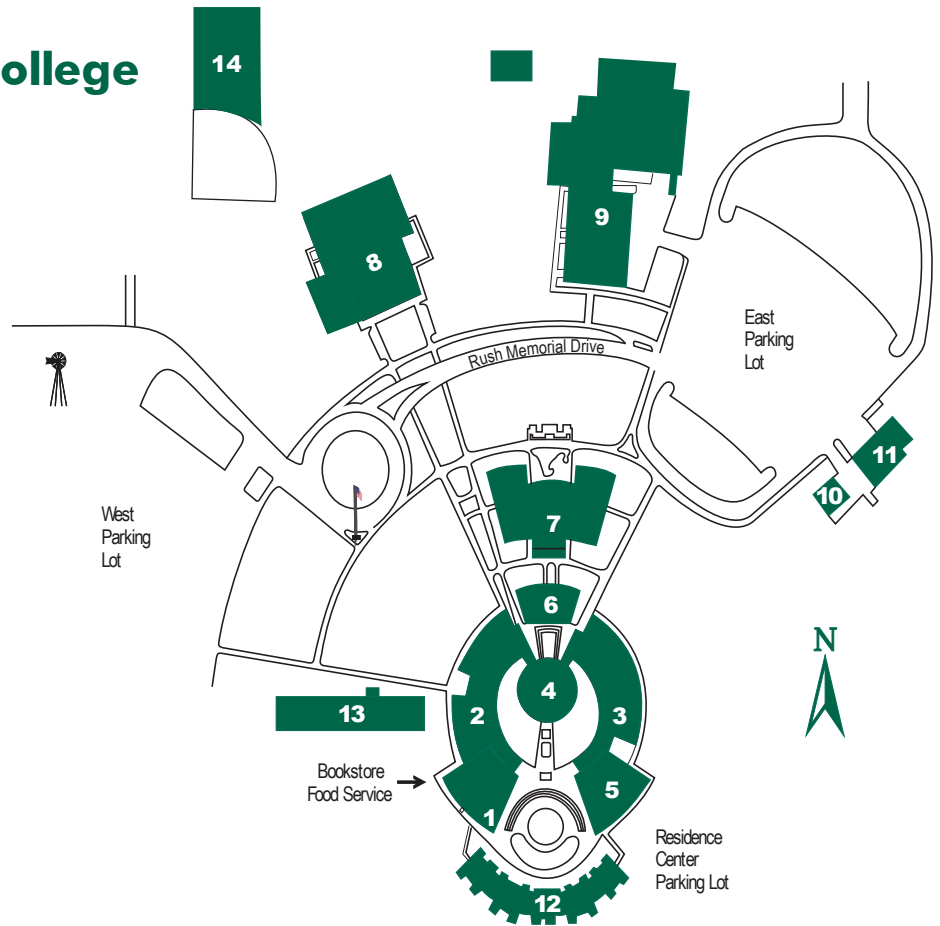 ollege
14
9
8
East
Parking
Lot
Rush Memorial Drive
11
10
West
Parking
Lot
7
6
N
4
13
2
3
Bookstore
Food Service
5
1
Residence
Center
Parking Lot
12